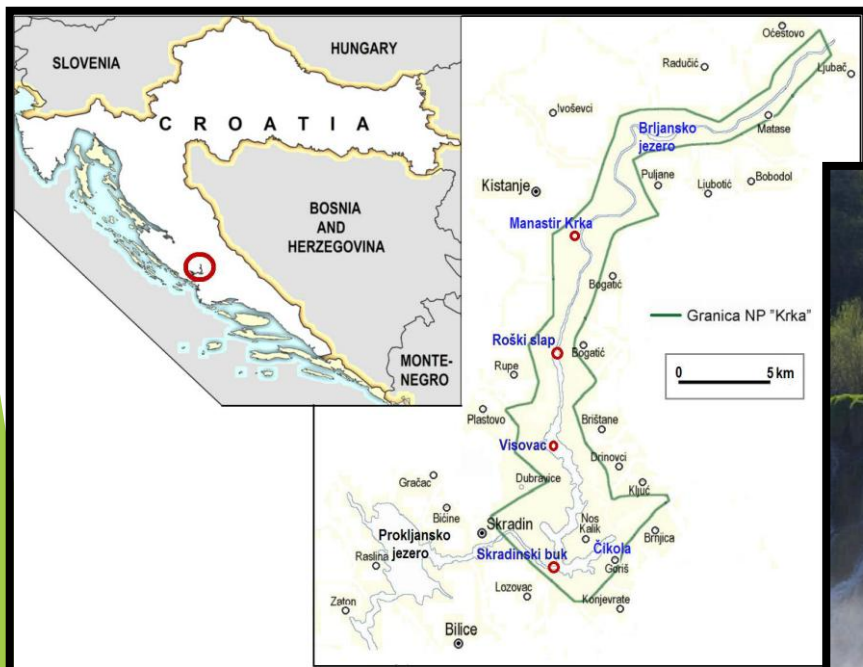 HUNGARY
SLOVENIA
C R O A T I A
BOSNIA
AND
HERZEGOVINA
MONTE-
NEGRO
Oćestovo
Radučić
Ljubač
Ivoševci
Brljansko
jezero
Matase
Kistanje
Puljane
Ljubotić
Bobodol
Manastir Krka
Bogatić
Granica NP "Krka"
Roški slap
Bogatić
Rupe
0 5 km
Plastovo
Brištane
Visovac
Drinovci
Gračac
Dubravice
Ključ
Bićine
Skradin
Nos
Kalik
Prokljansko
jezero
Čikola
Brnjica
Skradinski buk
Goriš
Raslina
Lozovac
Zaton
Konjevrate
Bilice